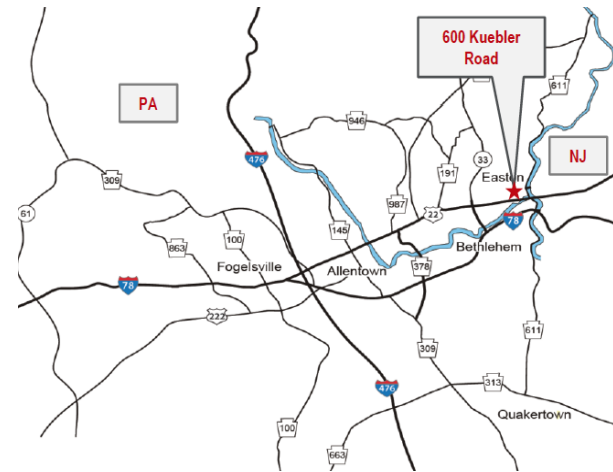 600 Kuebler
Road
PA
NJ
611
946
476
33
191
Easton
309
987
22
61
863
100
145
78
Bethlehem
Fogelsville
Allentown
378
78
222
611
309
476
313
Quakertown
100
663